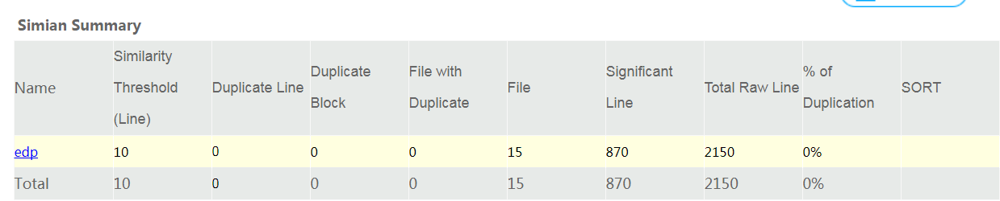 Simian Summary
Name Similarity Threshold (Line) Duplicate Line Duplicate Block File with Duplicate File Significant Line Total Raw Line % of Duplication SORT
edp 10 0 0 0 15 870 2150 0%
Total 10 0 0 0 15 870 2150 0%